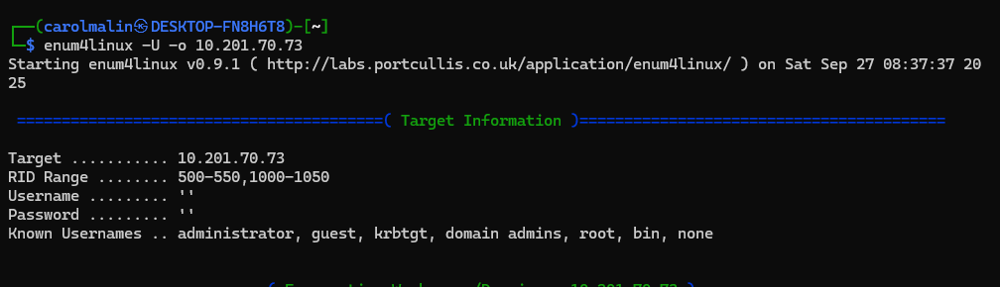 ┌──(carolmalin㉿DESKTOP-FN8H6T8)-[~]
└─$ enum4linux -U -o 10.201.70.73
Starting enum4linux v0.9.1 ( http://labs.portcullis.co.uk/application/enum4linux/ ) on Sat Sep 27 08:37:37 20
25
=========================================( Target Information )=========================================
Target ........... 10.201.70.73
RID Range ........ 500-550,1000-1050
Username ......... ''
Password ......... ''
Known Usernames .. administrator, guest, krbtgt, domain admins, root, bin, none